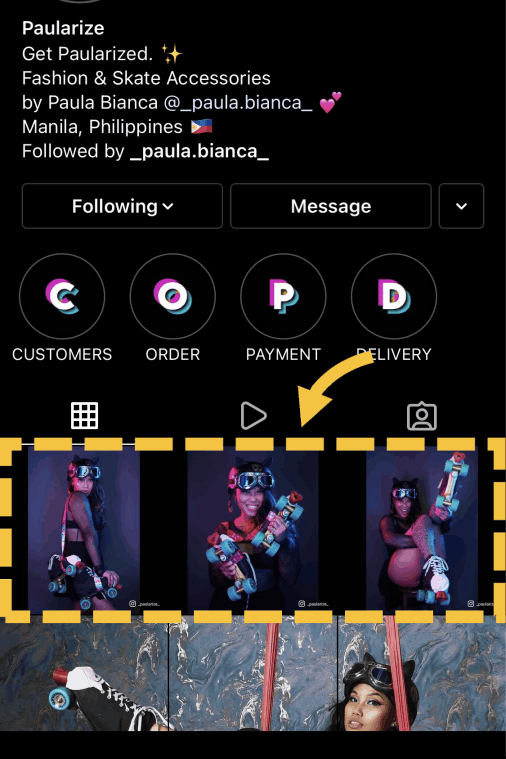 Paularize
Get Paularized. ✨
Fashion & Skate Accessories
by Paula Bianca @_paula.bianca_ 💕
Manila, Philippines 🇵🇭
Followed by _paula.bianca_
Following
Message
C
O
P
D
CUSTOMERS
ORDER
PAYMENT
DELIVERY
_paularize_
_paularize_
_paularize_